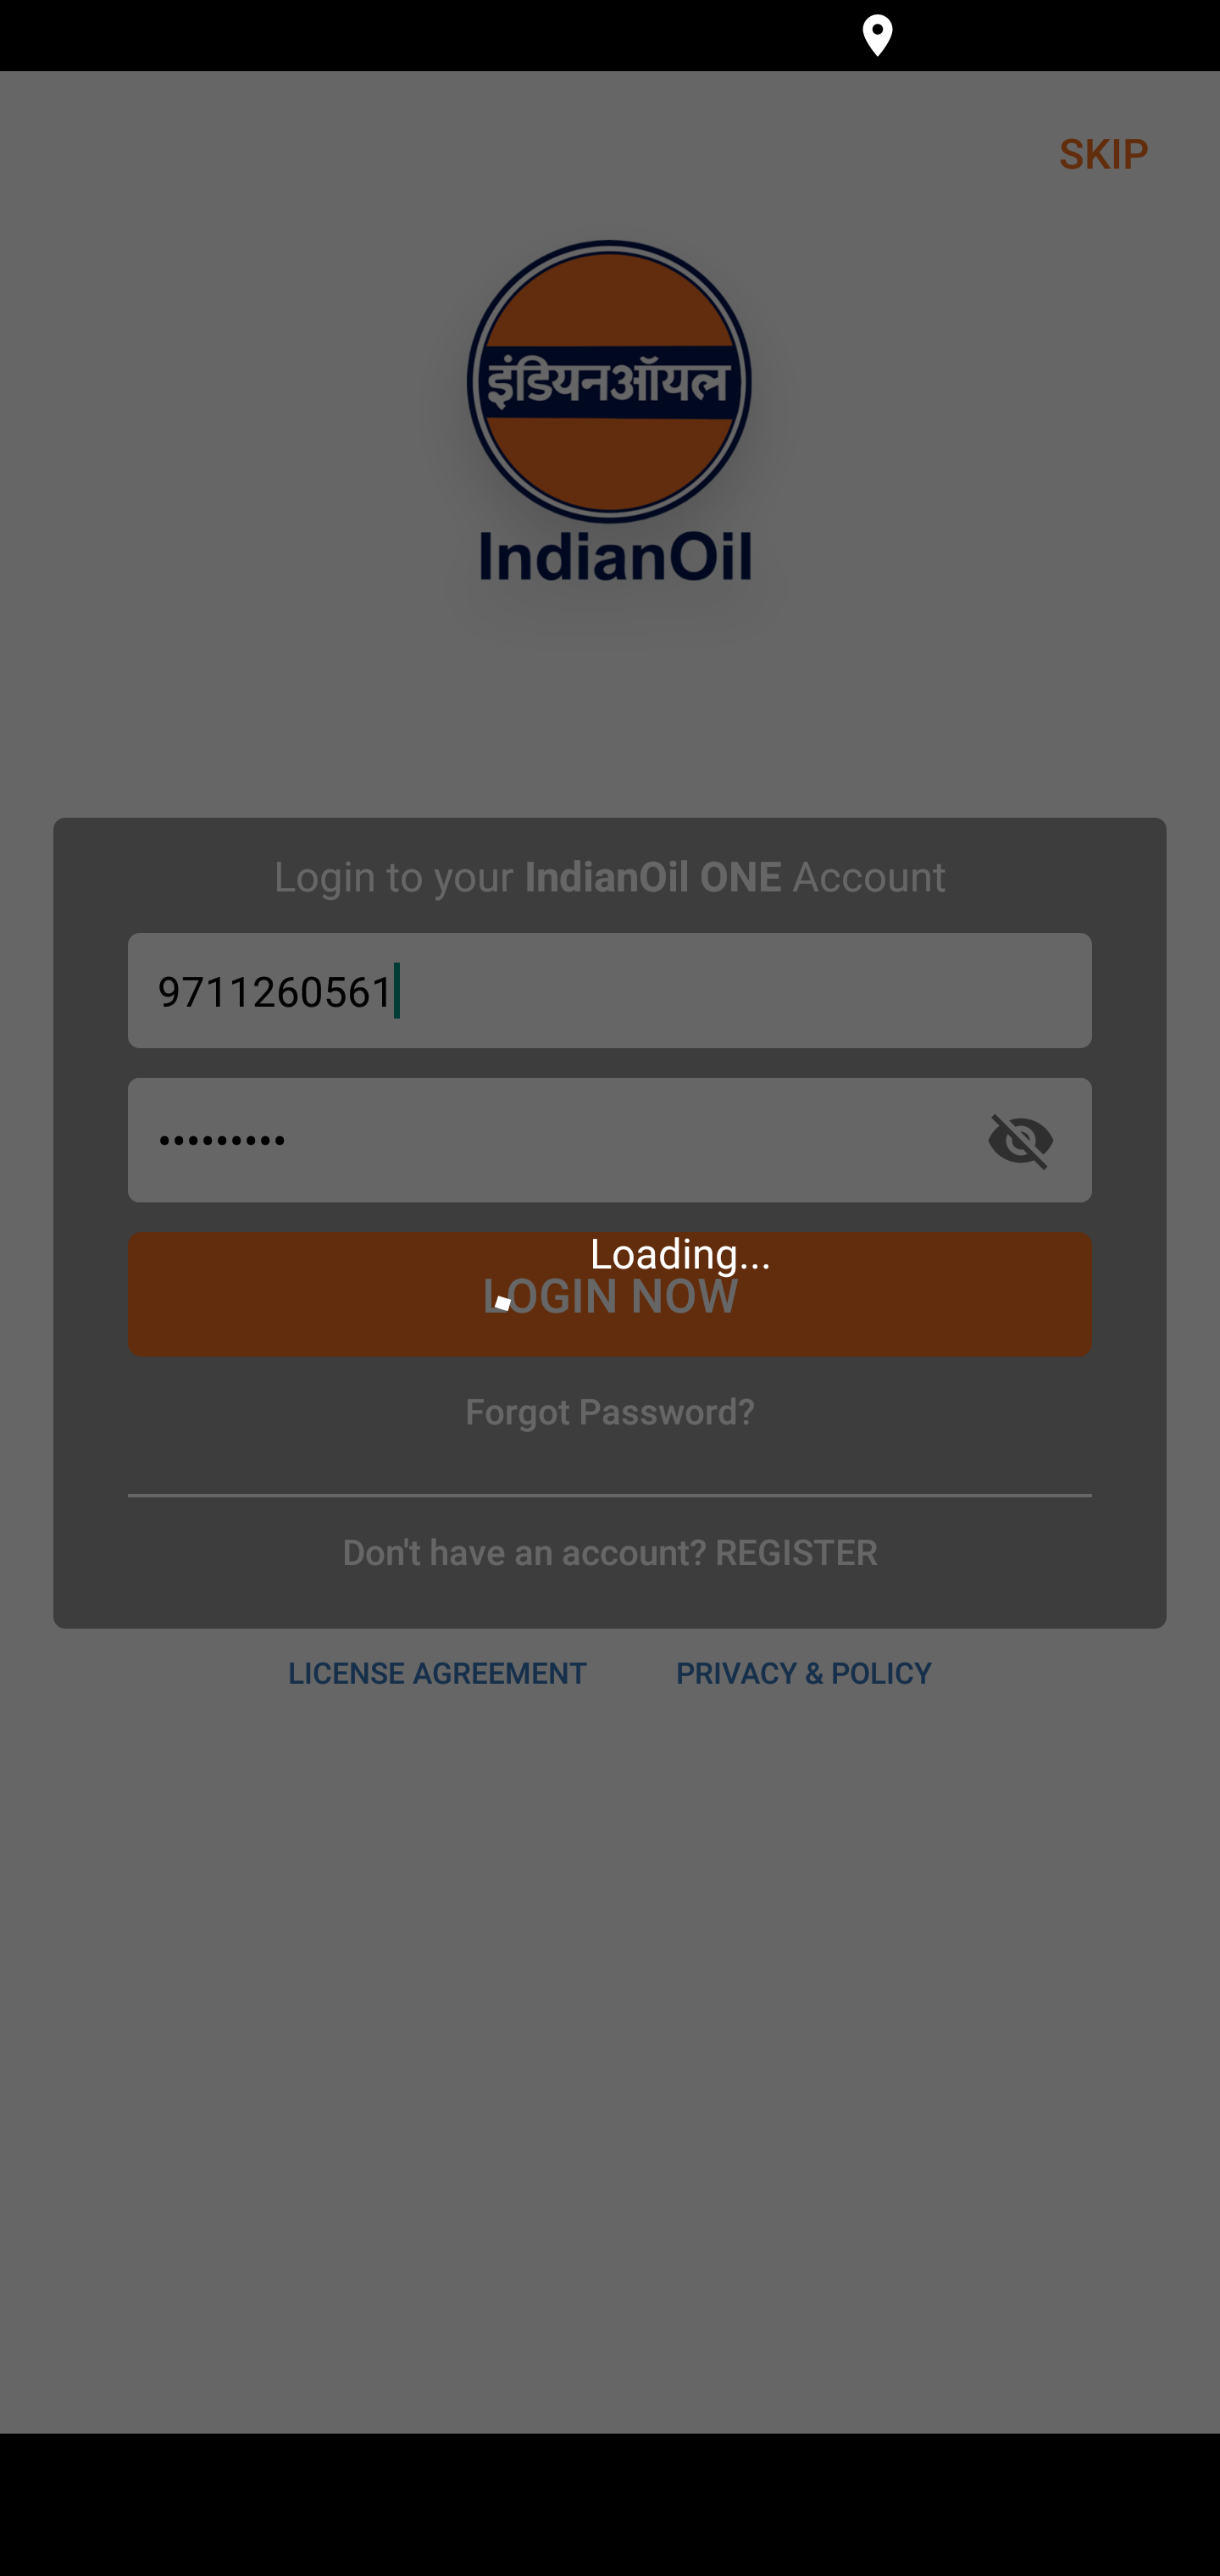 SKIP
इंडियनऑयल
IndianOil
Login to your IndianOil ONE Account
9711260561
•••••••••
Loading...
LOGIN NOW
Forgot Password?
Don't have an account? REGISTER
LICENSE AGREEMENT PRIVACY & POLICY